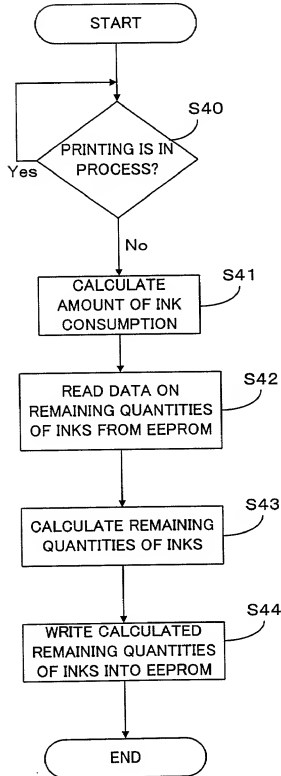 START
S40
PRINTING IS IN
PROCESS?
Yes
No
S41
CALCULATE
AMOUNT OF INK
CONSUMPTION
S42
READ DATA ON
REMAINING QUANTITIES
OF INKS FROM EEPROM
S43
CALCULATE REMAINING
QUANTITIES OF INKS
S44
WRITE CALCULATED
REMAINING QUANTITIES
OF INKS INTO EEPROM
END